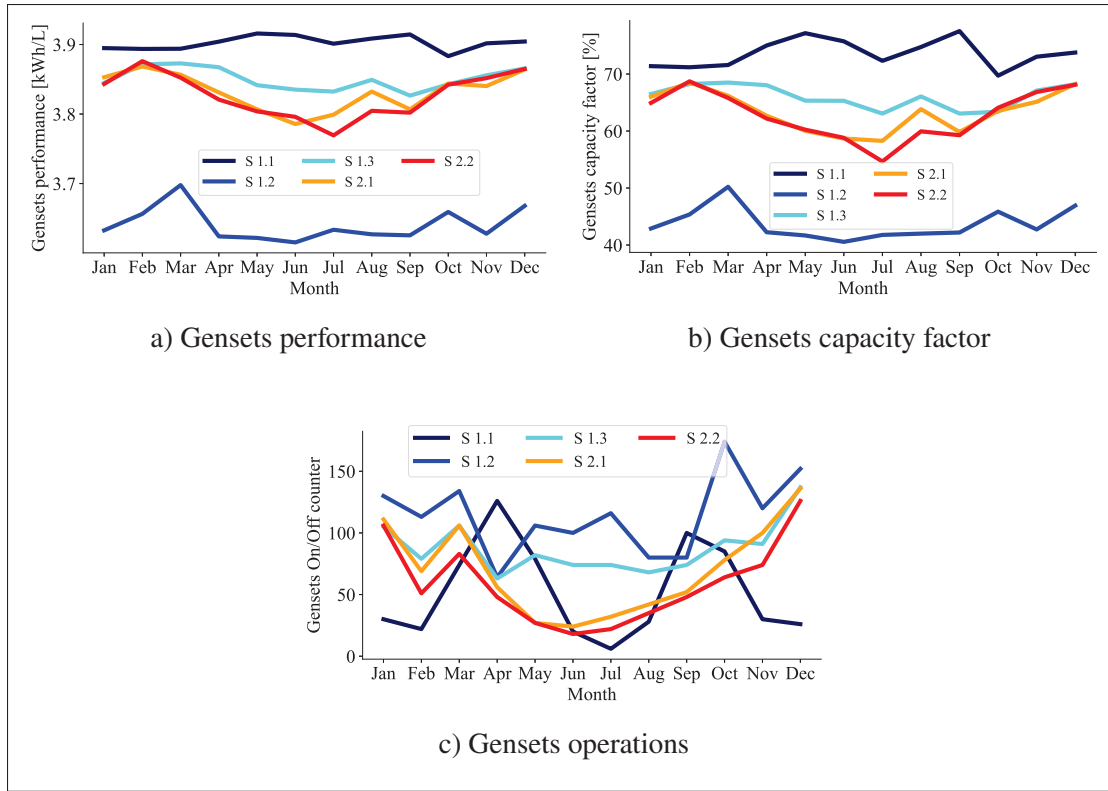 Gensets performance [kWh/L]
3.9
3.8
3.7
S 1.1 S 1.3 S 2.2
S 1.2 S 2.1
Jan Feb Mar Apr May Jun Jul Aug Sep Oct Nov Dec
Month
a) Gensets performance
Gensets capacity factor [%]
70
60
50
40
S 1.1 S 2.1
S 1.2 S 2.2
S 1.3
Jan Feb Mar Apr May Jun Jul Aug Sep Oct Nov Dec
Month
b) Gensets capacity factor
Gensets On/Off counter
150
100
50
0
S 1.1 S 1.3 S 2.2
S 1.2 S 2.1
Jan Feb Mar Apr May Jun Jul Aug Sep Oct Nov Dec
Month
c) Gensets operations